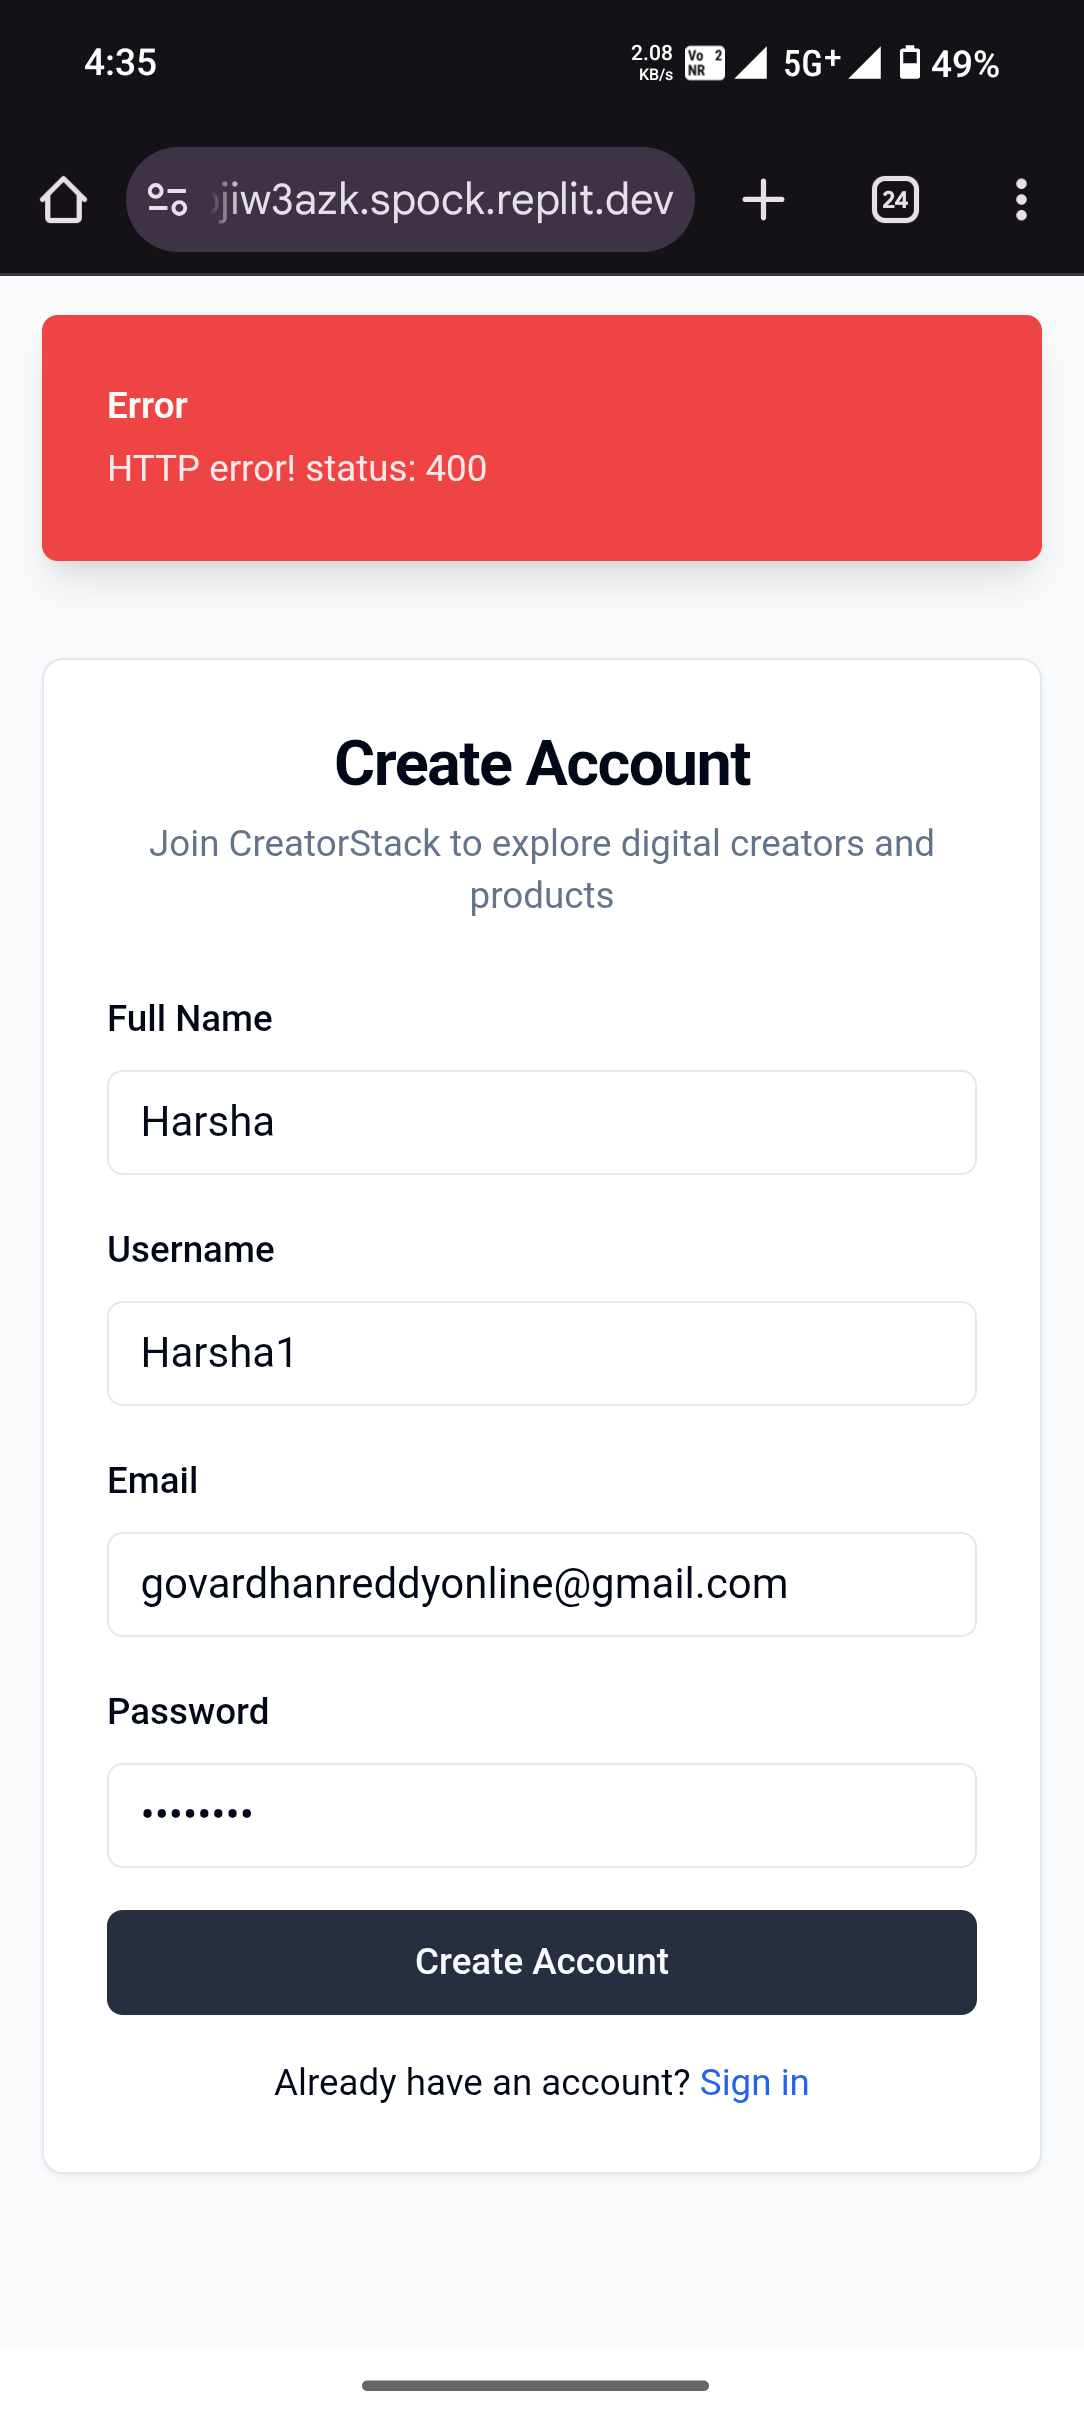 4:35
2.08 KB/s Vo 2 NR 5G+ 49%
jiw3azk.spock.replit.dev
24
Error
HTTP error! status: 400
Create Account
Join CreatorStack to explore digital creators and
products
Full Name
Harsha
Username
Harsha1
Email
govardhanreddyonline@gmail.com
Password
••••••••
Create Account
Already have an account? Sign in